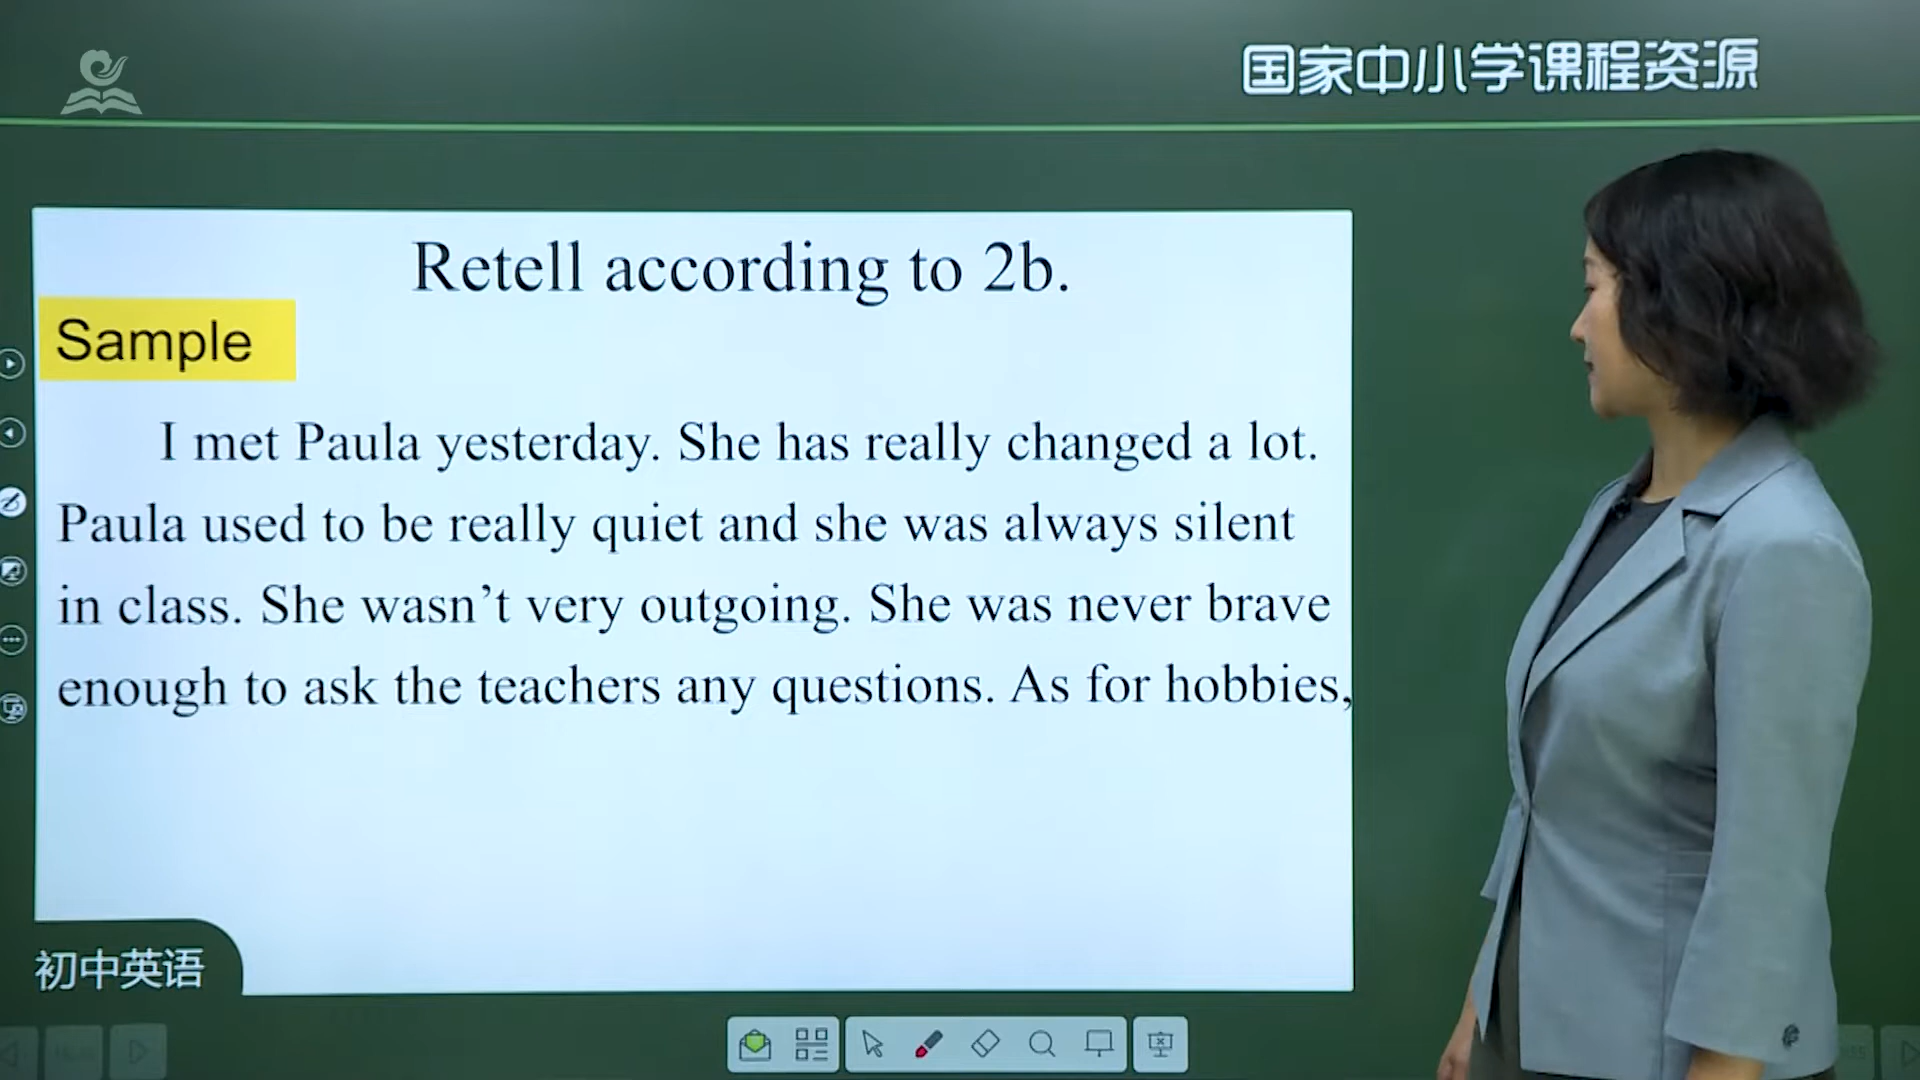 国家中小学课程资源
Retell according to 2b.
Sample
I met Paula yesterday. She has really changed a lot.
Paula used to be really quiet and she was always silent
in class. She wasn’t very outgoing. She was never brave
enough to ask the teachers any questions. As for hobbies,
初中英语